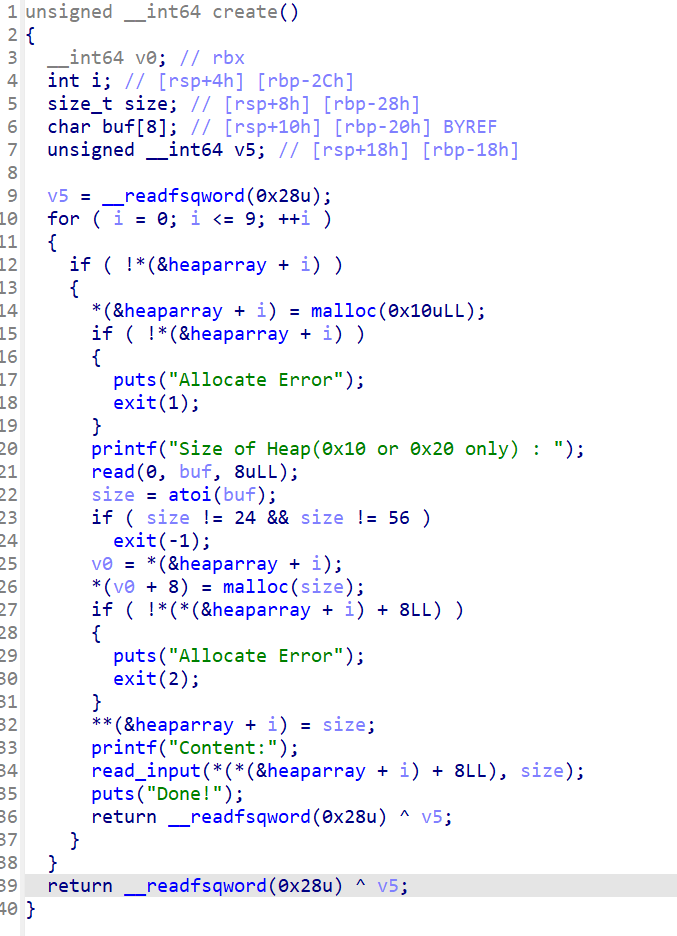 1 unsigned __int64 create()
2 {
3   __int64 v0; // rbx
4   int i; // [rsp+4h] [rbp-2Ch]
5   size_t size; // [rsp+8h] [rbp-28h]
6   char buf[8]; // [rsp+10h] [rbp-20h] BYREF
7   unsigned __int64 v5; // [rsp+18h] [rbp-18h]
8
9   v5 = __readfsqword(0x28u);
10   for ( i = 0; i <= 9; ++i )
11   {
12     if ( !*(&heaparray + i) )
13     {
14       *(&heaparray + i) = malloc(0x10uLL);
15       if ( !*(&heaparray + i) )
16       {
17         puts("Allocate Error");
18         exit(1);
19       }
20       printf("Size of Heap(0x10 or 0x20 only) : ");
21       read(0, buf, 8uLL);
22       size = atoi(buf);
23       if ( size != 24 && size != 56 )
24         exit(-1);
25       v0 = *(&heaparray + i);
26       *(v0 + 8) = malloc(size);
27       if ( !*(*(&heaparray + i) + 8LL) )
28       {
29         puts("Allocate Error");
30         exit(2);
31       }
32       **(&heaparray + i) = size;
33       printf("Content:");
34       read_input(*(*(&heaparray + i) + 8LL), size);
35       puts("Done!");
36       return __readfsqword(0x28u) ^ v5;
37     }
38   }
39   return __readfsqword(0x28u) ^ v5;
40 }